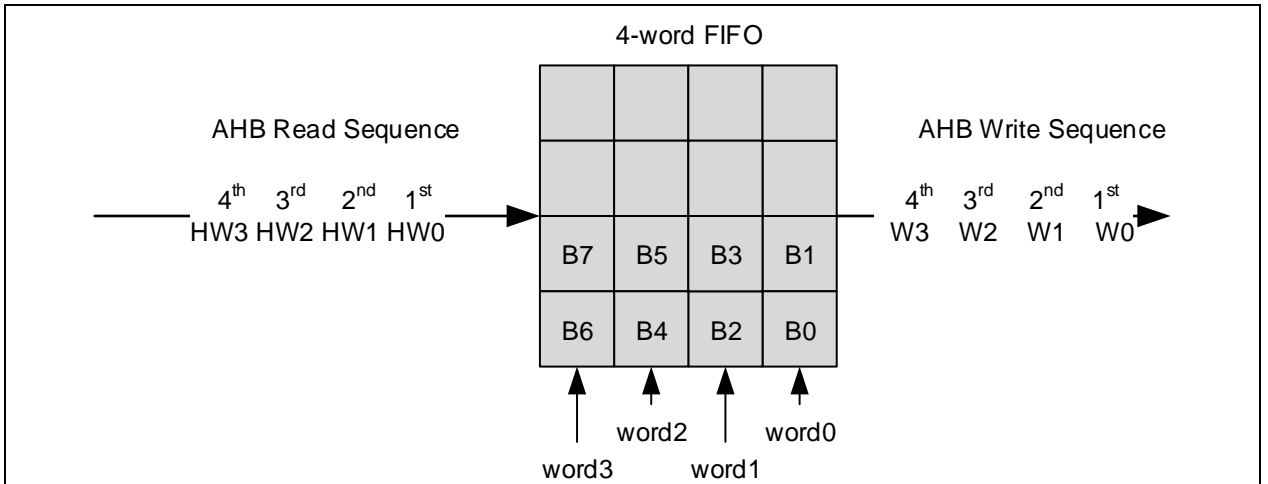 4-word FIFO
AHB Read Sequence
AHB Write Sequence
4th 3rd 2nd 1st
HW3 HW2 HW1 HW0
4th 3rd 2nd 1st
W3 W2 W1 W0
B7 B5 B3 B1
B6 B4 B2 B0
word2 word0
word3 word1